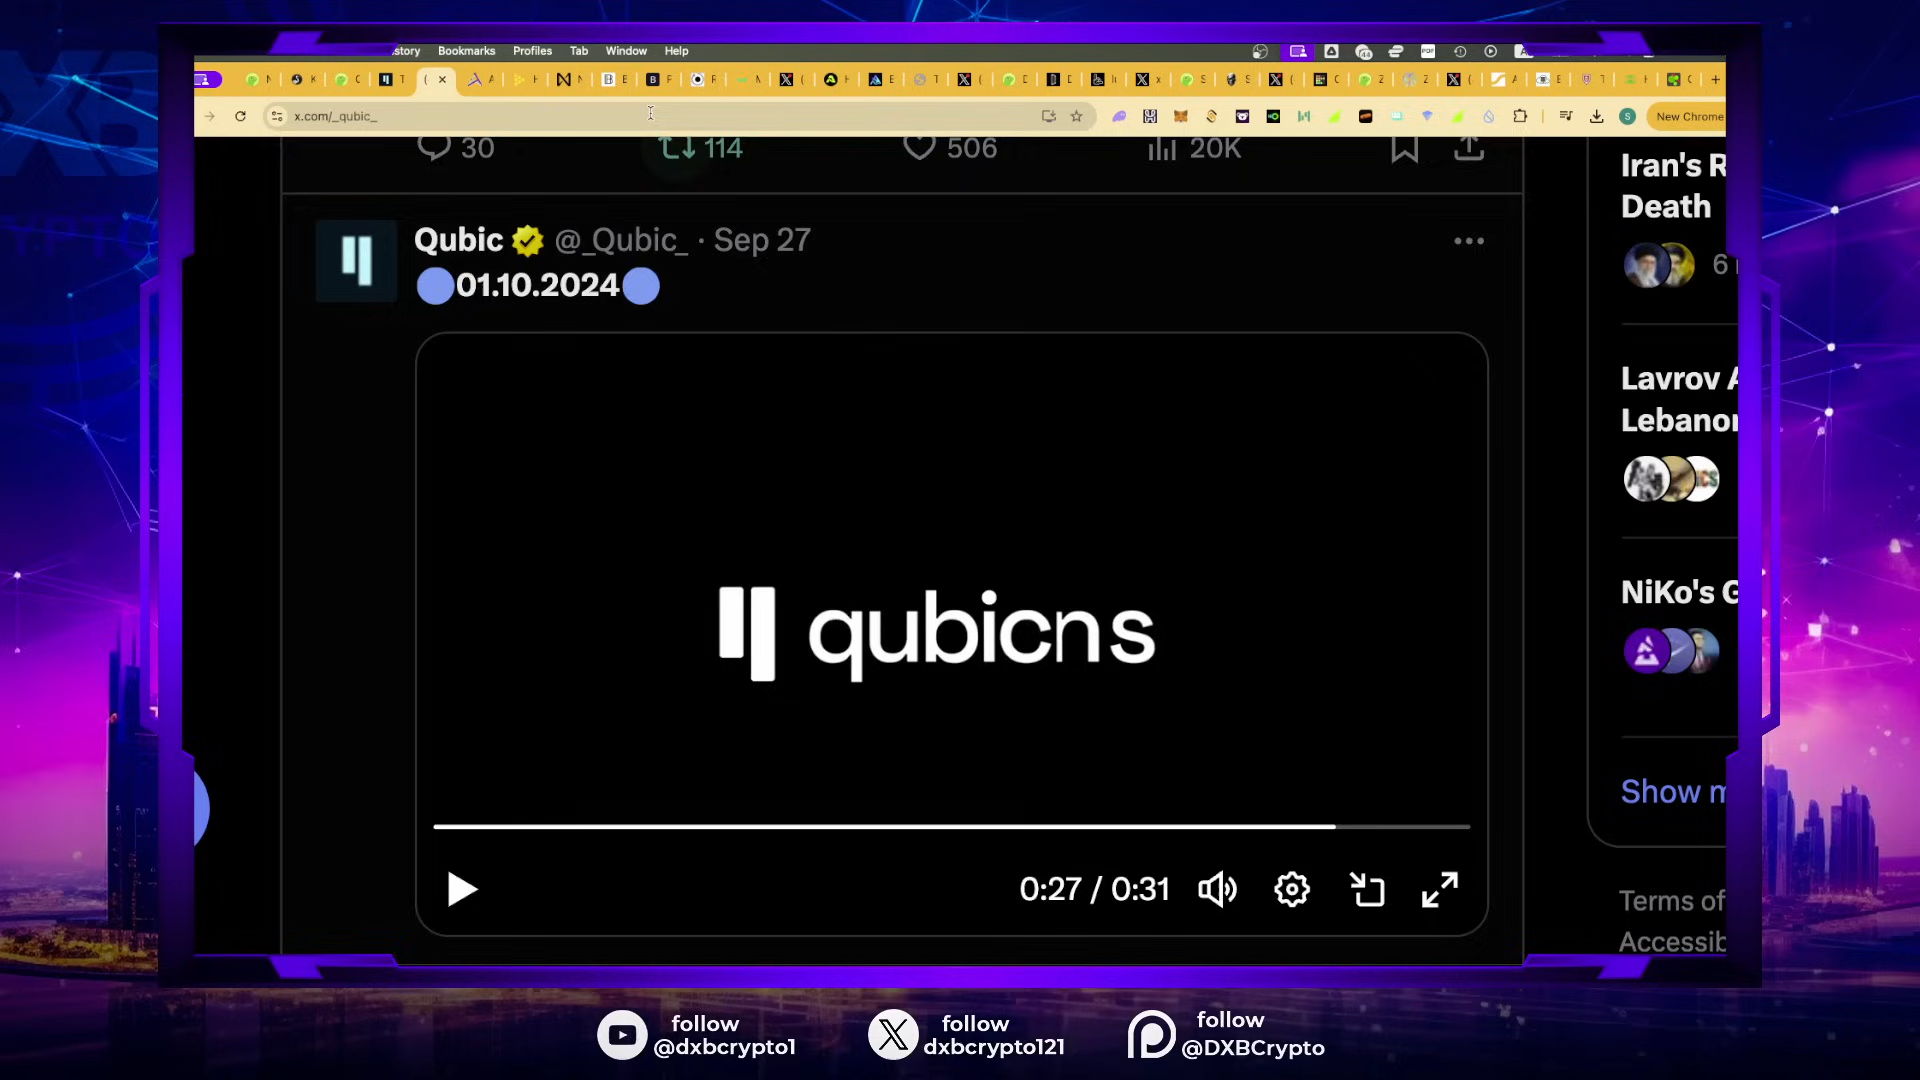 story Bookmarks Profiles Tab Window Help
x.com/_qubic_
New Chrome
30 114 506 20K
Qubic @_Qubic_ · Sep 27
01.10.2024
qubicns
0:27 / 0:31
Iran's R
Death
6
Lavrov A
Lebanon
NiKo's G
Show m
Terms of
Accessib
follow
@dxbcrypto1
follow
dxbcrypto121
follow
@DXBCrypto